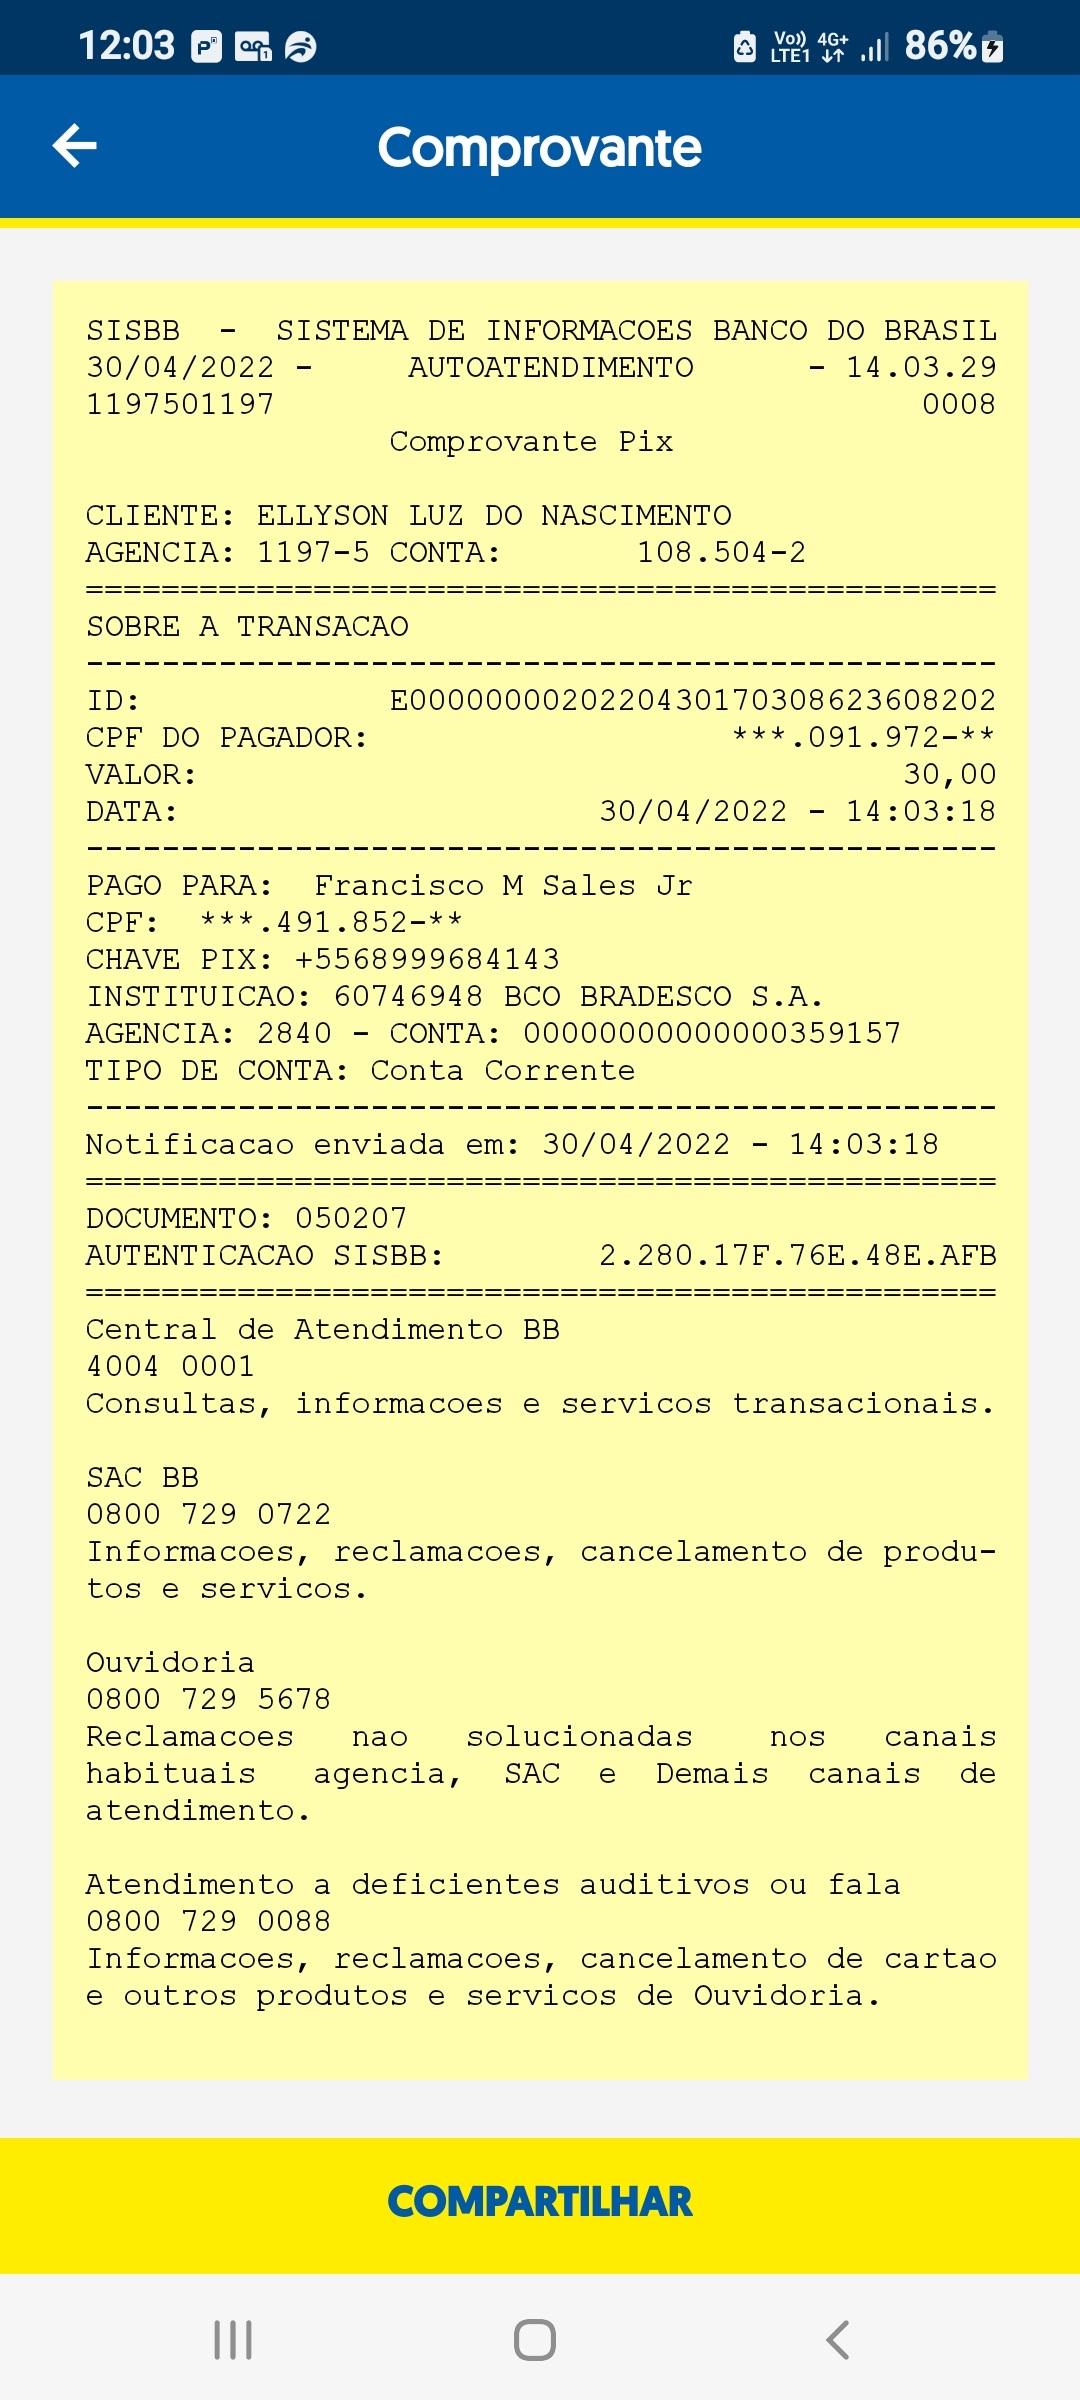 12:03 Vo)) LTE1 4G+ 86%
Comprovante
SISBB - SISTEMA DE INFORMACOES BANCO DO BRASIL
30/04/2022 - AUTOATENDIMENTO - 14.03.29
1197501197 0008
Comprovante Pix
CLIENTE: ELLYSON LUZ DO NASCIMENTO
AGENCIA: 1197-5 CONTA: 108.504-2
================================================
SOBRE A TRANSACAO
------------------------------------------------
ID: E00000000202204301703086236​08202
CPF DO PAGADOR: ***.091.972-**
VALOR: 30,00
DATA: 30/04/2022 - 14:03:18
------------------------------------------------
PAGO PARA: Francisco M Sales Jr
CPF: ***.491.852-**
CHAVE PIX: +5568999684143
INSTITUICAO: 60746948 BCO BRADESCO S.A.
AGENCIA: 2840 - CONTA: 00000000000000359157
TIPO DE CONTA: Conta Corrente
------------------------------------------------
Notificacao enviada em: 30/04/2022 - 14:03:18
================================================
DOCUMENTO: 050207
AUTENTICACAO SISBB: 2.280.17F.76E.48E.AFB
================================================
Central de Atendimento BB
4004 0001
Consultas, informacoes e servicos transacionais.
SAC BB
0800 729 0722
Informacoes, reclamacoes, cancelamento de produ-
tos e servicos.
Ouvidoria
0800 729 5678
Reclamacoes nao solucionadas nos canais
habituais agencia, SAC e Demais canais de
atendimento.
Atendimento a deficientes auditivos ou fala
0800 729 0088
Informacoes, reclamacoes, cancelamento de cartao
e outros produtos e servicos de Ouvidoria.
COMPARTILHAR